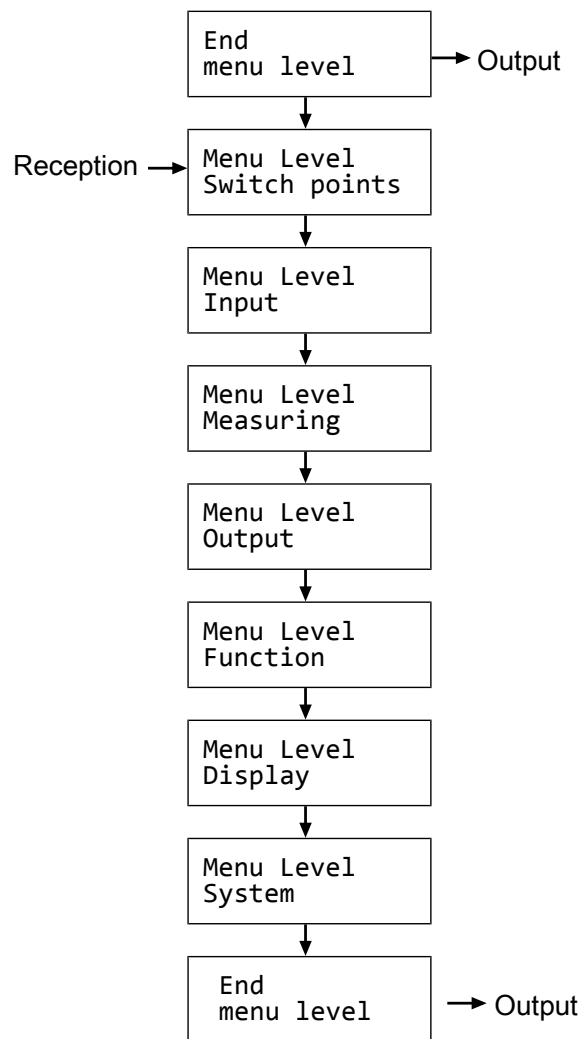 End
menu level
Output
Reception
Menu Level
Switch points
Menu Level
Input
Menu Level
Measuring
Menu Level
Output
Menu Level
Function
Menu Level
Display
Menu Level
System
End
menu level
Output